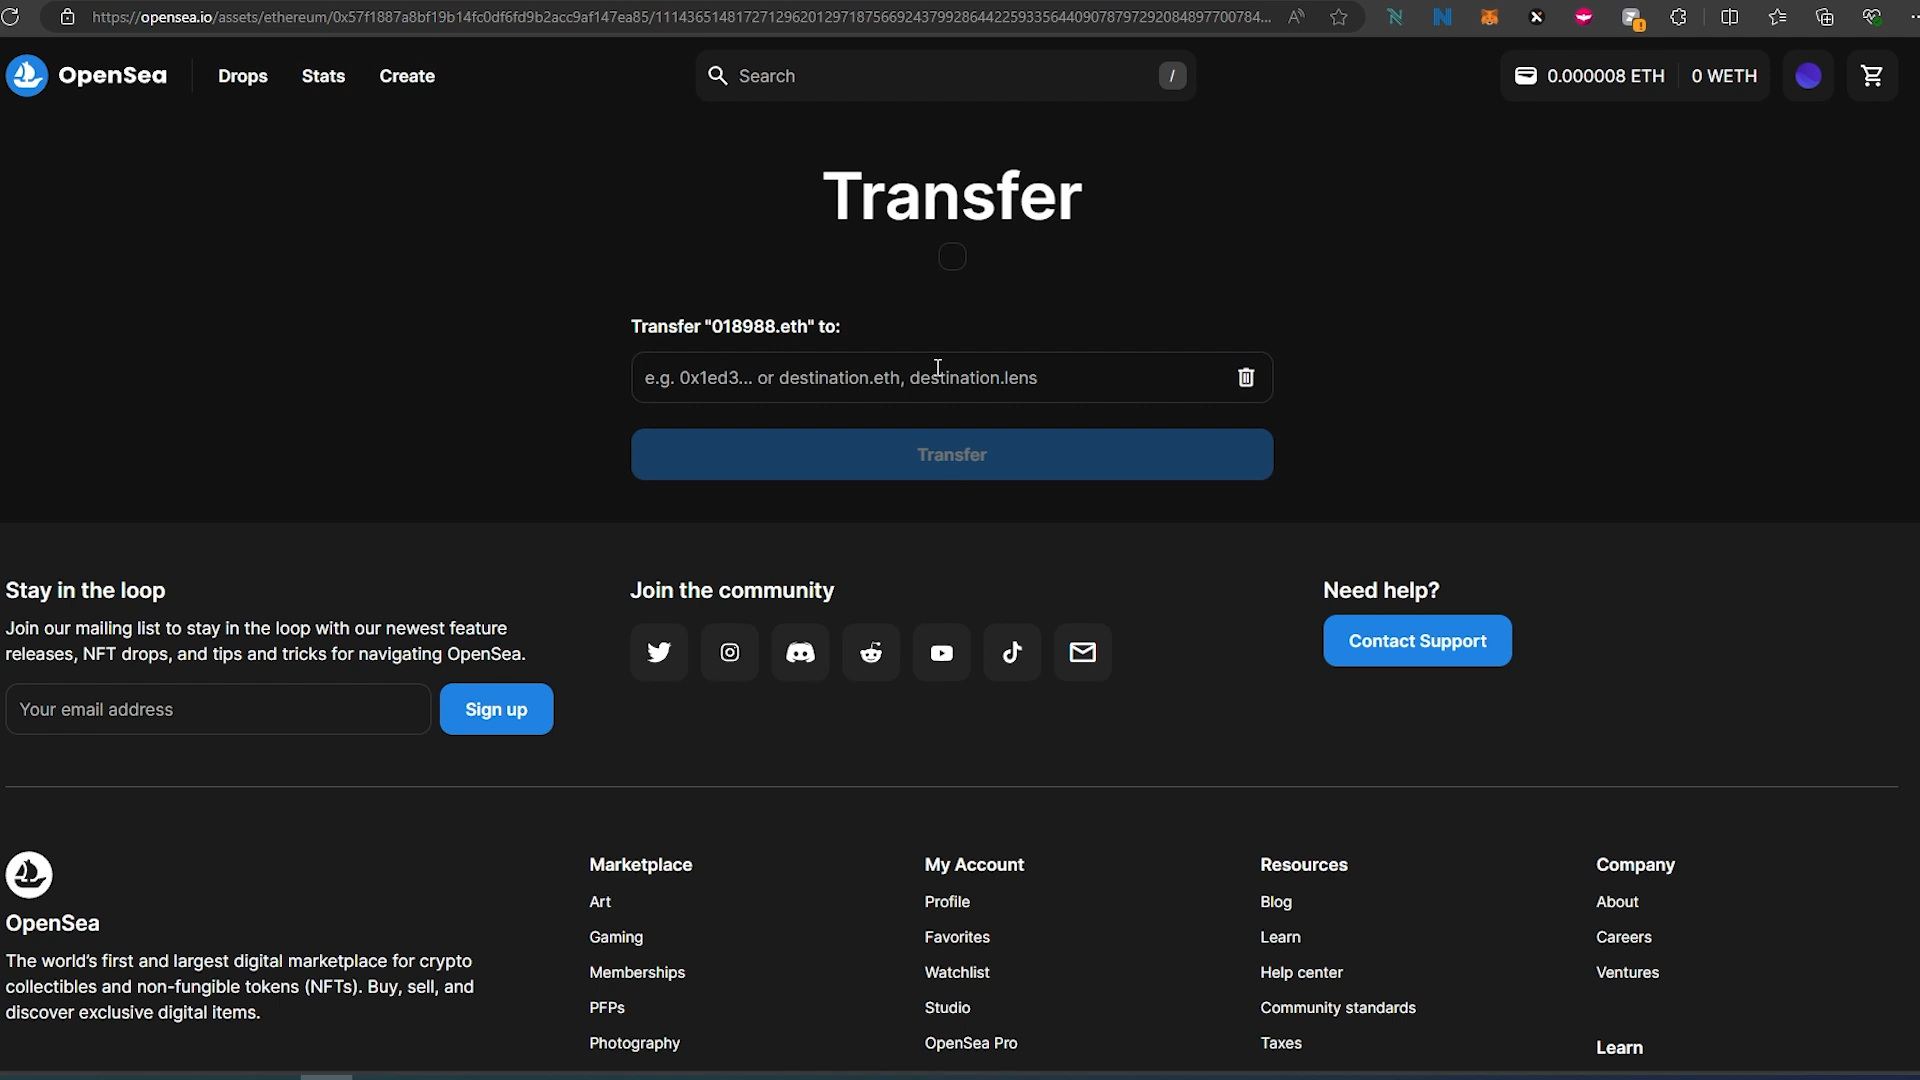 https://opensea.io/assets/ethereum/0x57f1887a8bf19b14fc0df6fd9b2acc9af147ea85/11143651481727129620129718756692437992864422593356440907879729208489770​0784...
OpenSea
Drops
Stats
Create
Search
/
0.000008 ETH
0 WETH
Transfer
Transfer "018988.eth" to:
e.g. 0x1ed3... or destination.eth, destination.lens
Transfer
Stay in the loop
Join our mailing list to stay in the loop with our newest feature
releases, NFT drops, and tips and tricks for navigating OpenSea.
Your email address
Sign up
Join the community
Need help?
Contact Support
OpenSea
The world's first and largest digital marketplace for crypto
collectibles and non-fungible tokens (NFTs). Buy, sell, and
discover exclusive digital items.
Marketplace
Art
Gaming
Memberships
PFPs
Photography
My Account
Profile
Favorites
Watchlist
Studio
OpenSea Pro
Resources
Blog
Learn
Help center
Community standards
Taxes
Company
About
Careers
Ventures
Learn